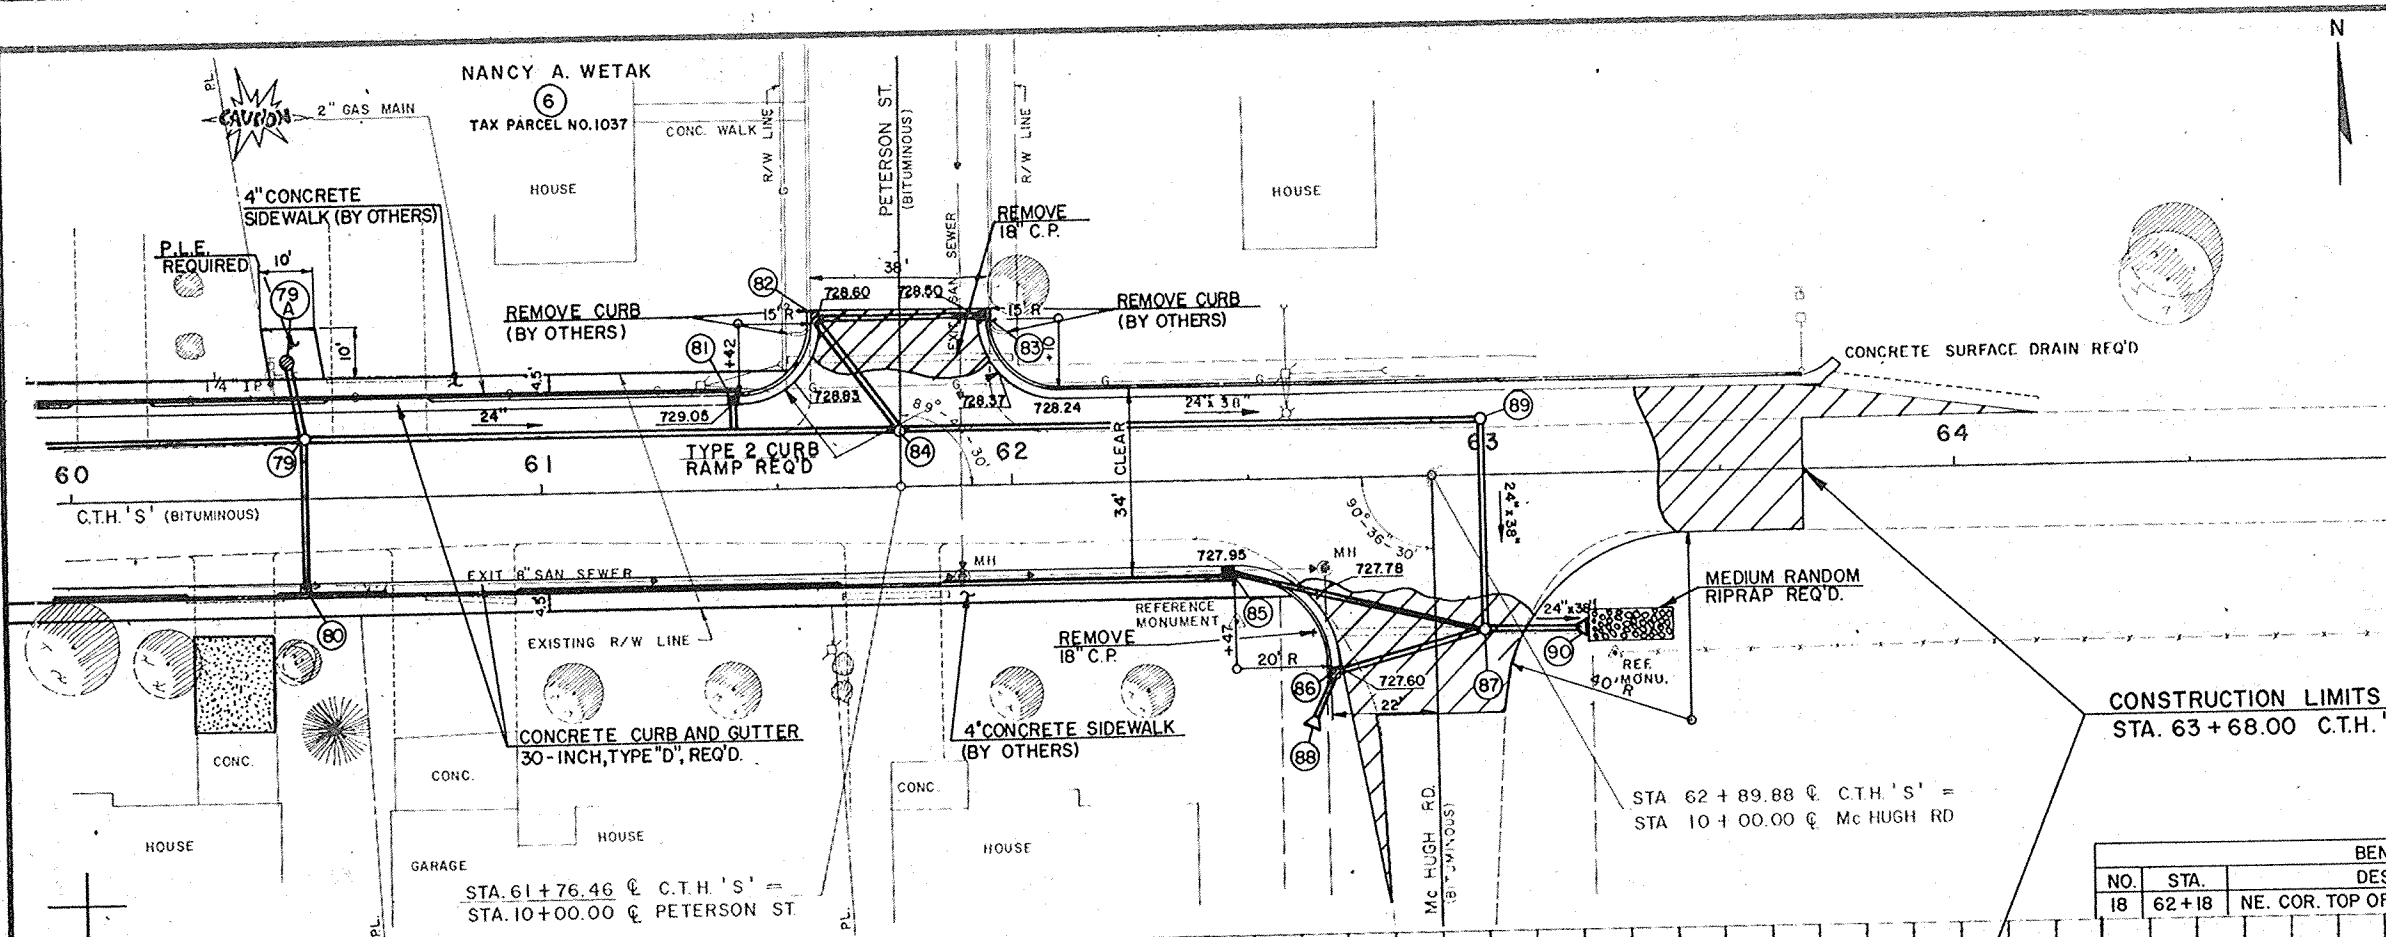 N
NANCY A. WETAK
6
TAX PARCEL NO.1037
P.L.
CAUTION
2" GAS MAIN
CONC. WALK
R/W LINE
PETERSON ST.
(BITUMINOUS)
R/W LINE
HOUSE
HOUSE
4" CONCRETE
SIDEWALK (BY OTHERS)
P.L.E.
REQUIRED
10'
79
A
10'
REMOVE
18" C.P.
EXIST. SAN. SEWER
38'
82
728.60
728.50
REMOVE CURB
(BY OTHERS)
15' R
15' R
REMOVE CURB
(BY OTHERS)
81
+42
83
+10
CONCRETE SURFACE DRAIN REQ'D
1 1/4" I.P.
4.5'
G
G
G
G
728.83
728.37
728.24
729.05
24"
24"x 38"
89
89°
30'
79
TYPE 2 CURB
RAMP REQ'D
84
34' CLEAR
60
61
62
63
64
C.T.H. 'S' (BITUMINOUS)
24"x 38"
90°-36'-30"
727.95
MH
MH
727.78
EXIT 8" SAN SEWER
4.5'
80
EXISTING R/W LINE
REFERENCE
MONUMENT
85
MEDIUM RANDOM
RIPRAP REQ'D.
24"x38"
REMOVE
18" C.P.
+47
20' R
86
727.60
22'
87
90
REF.
MONU.
40' R
88
CONCRETE CURB AND GUTTER
30-INCH, TYPE "D", REQ'D.
4" CONCRETE SIDEWALK
(BY OTHERS)
CONSTRUCTION LIMITS
STA. 63+68.00 C.T.H. '
CONC.
CONC.
CONC.
HOUSE
HOUSE
HOUSE
GARAGE
STA. 61+76.46 ℄ C.T.H. 'S' =
STA. 10+00.00 ℄ PETERSON ST.
P.L.
P.L.
Mc HUGH RD.
(BITUMINOUS)
STA 62 + 89.88 ℄ C.T.H. 'S' =
STA 10 + 00.00 ℄ Mc HUGH RD
BEN
NO. STA. DES
18 62+18 NE. COR. TOP OF